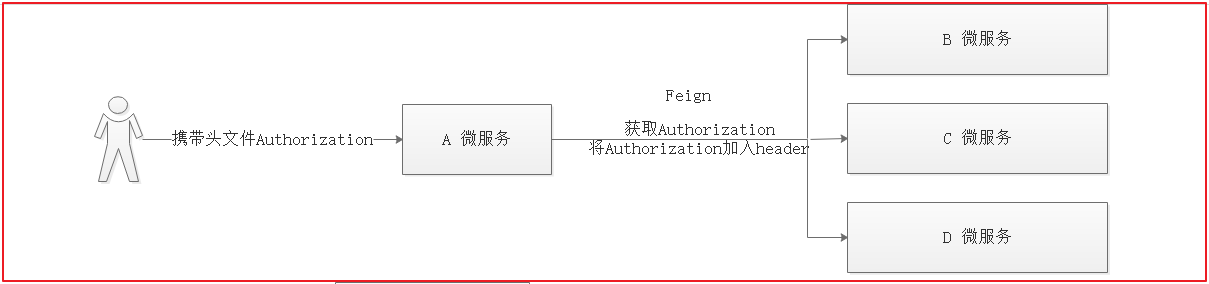 携带头文件Authorization
A 微服务
Feign
获取Authorization
将Authorization加入header
B 微服务
C 微服务
D 微服务